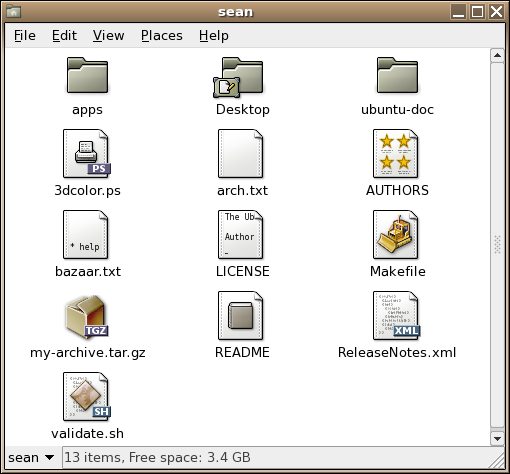 sean
File Edit View Places Help
apps Desktop ubuntu-doc
PS
3dcolor.ps arch.txt AUTHORS
The Ub
Author
* help
bazaar.txt LICENSE Makefile
TGZ XML
my-archive.tar.gz README ReleaseNotes.xml
SH
validate.sh
sean 13 items, Free space: 3.4 GB